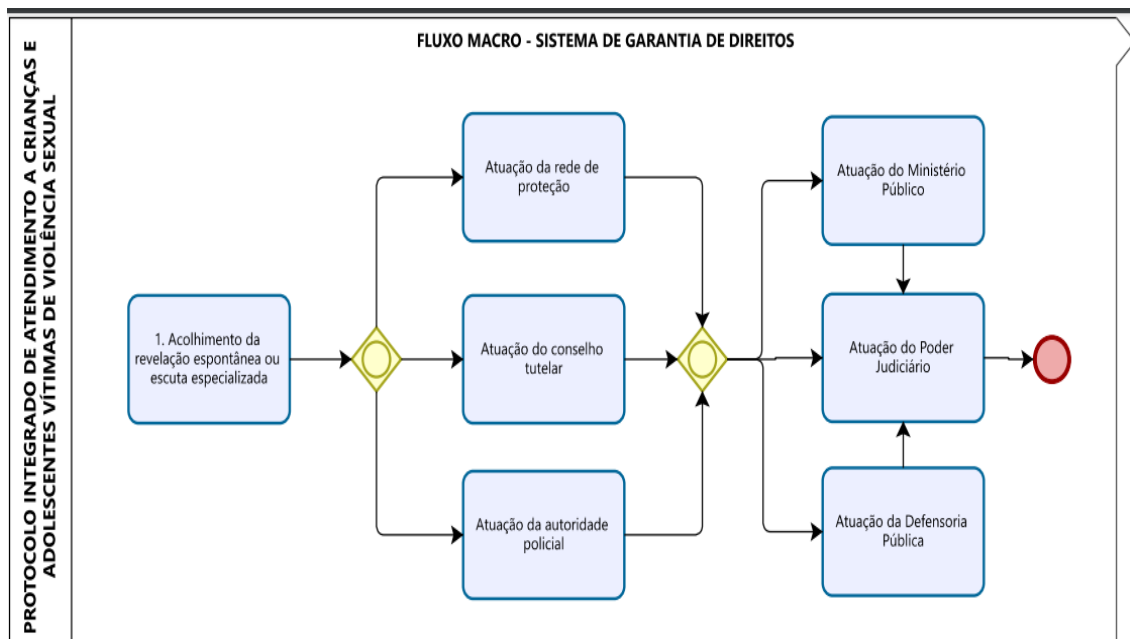 PROTOCOLO INTEGRADO DE ATENDIMENTO A CRIANÇAS E
ADOLESCENTES VÍTIMAS DE VIOLÊNCIA SEXUAL
FLUXO MACRO - SISTEMA DE GARANTIA DE DIREITOS
1. Acolhimento da
revelação espontânea ou
escuta especializada
Atuação da rede de
proteção
Atuação do conselho
tutelar
Atuação da autoridade
policial
Atuação do Ministério
Público
Atuação do Poder
Judiciário
Atuação da Defensoria
Pública